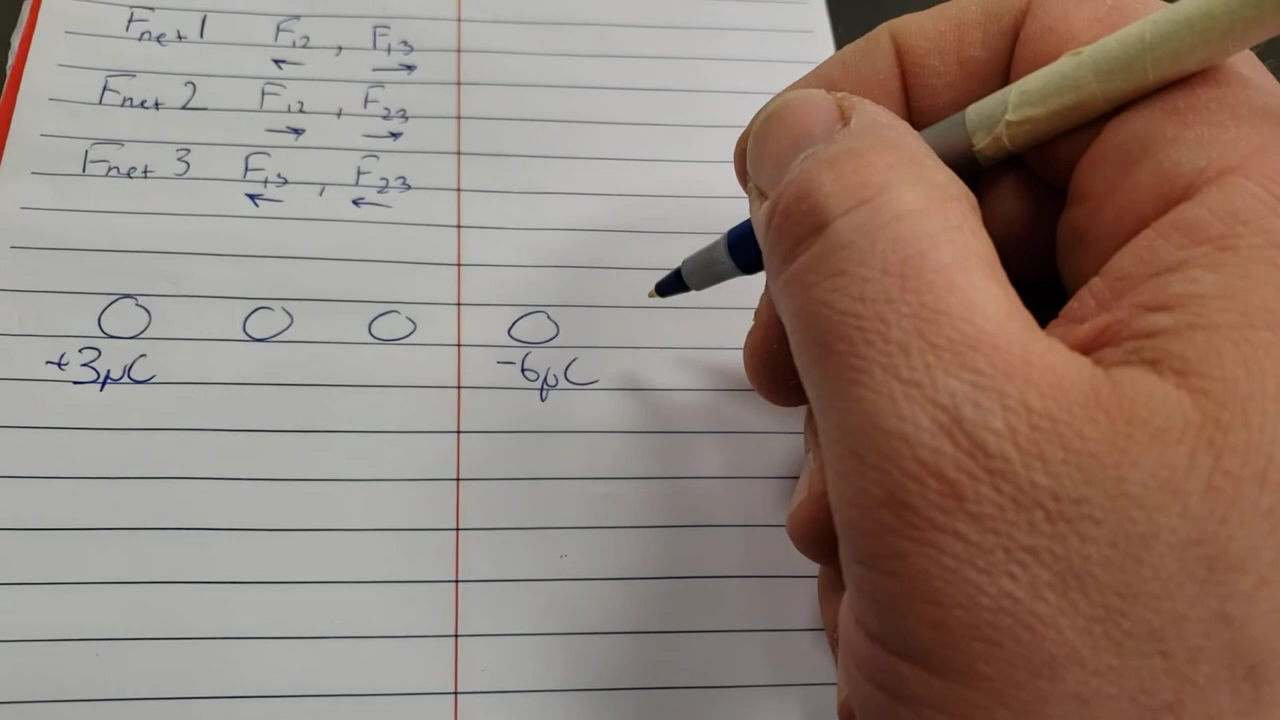 Fnet 1 F12 , F13
← →
Fnet 2 F12 , F23
→ →
Fnet 3 F13 , F23
← ←
+3μC -6μC